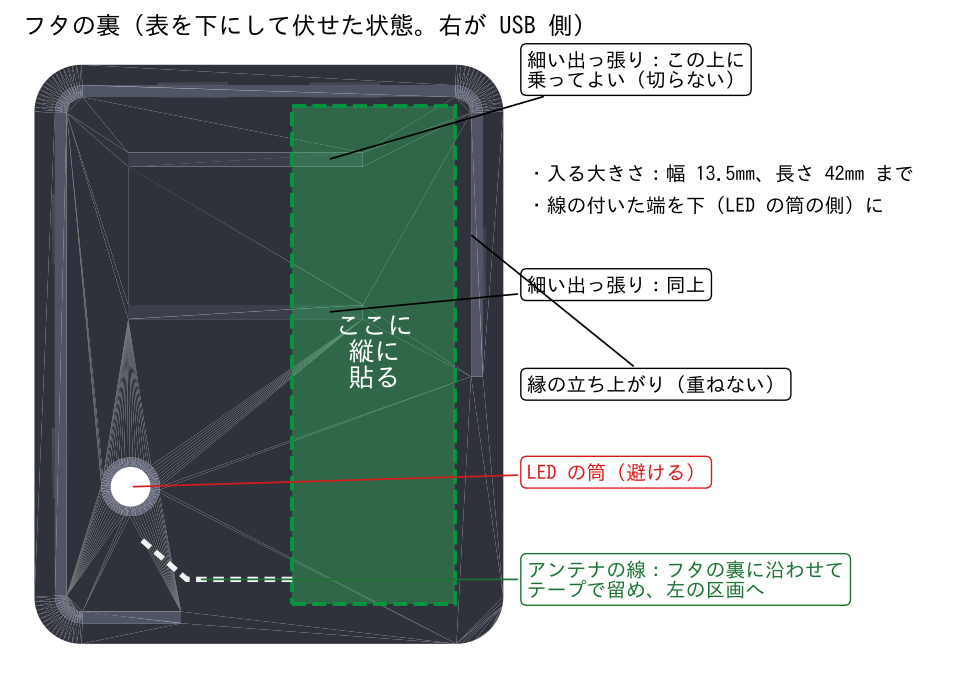 フタの裏（表を下にして伏せた状態。右が USB 側）
細い出っ張り：この上に
乗ってよい（切らない）
・入る大きさ：幅 13.5mm、長さ 42mm まで
・線の付いた端を下（LED の筒の側）に
細い出っ張り：同上
ここに
縦に
貼る
縁の立ち上がり（重ねない）
LED の筒（避ける）
アンテナの線：フタの裏に沿わせて
テープで留め、左の区画へ